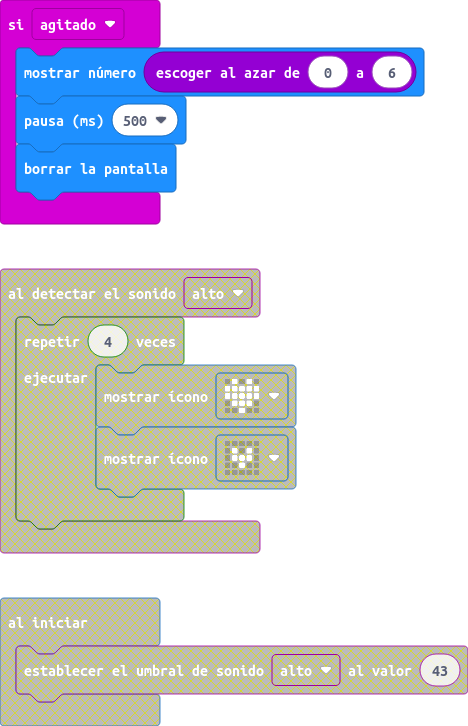 si agitado
mostrar número escoger al azar de 0 a 6
pausa (ms) 500
borrar la pantalla
al detectar el sonido alto
repetir 4 veces
ejecutar
mostrar icono
mostrar icono
al iniciar
establecer el umbral de sonido alto al valor 43